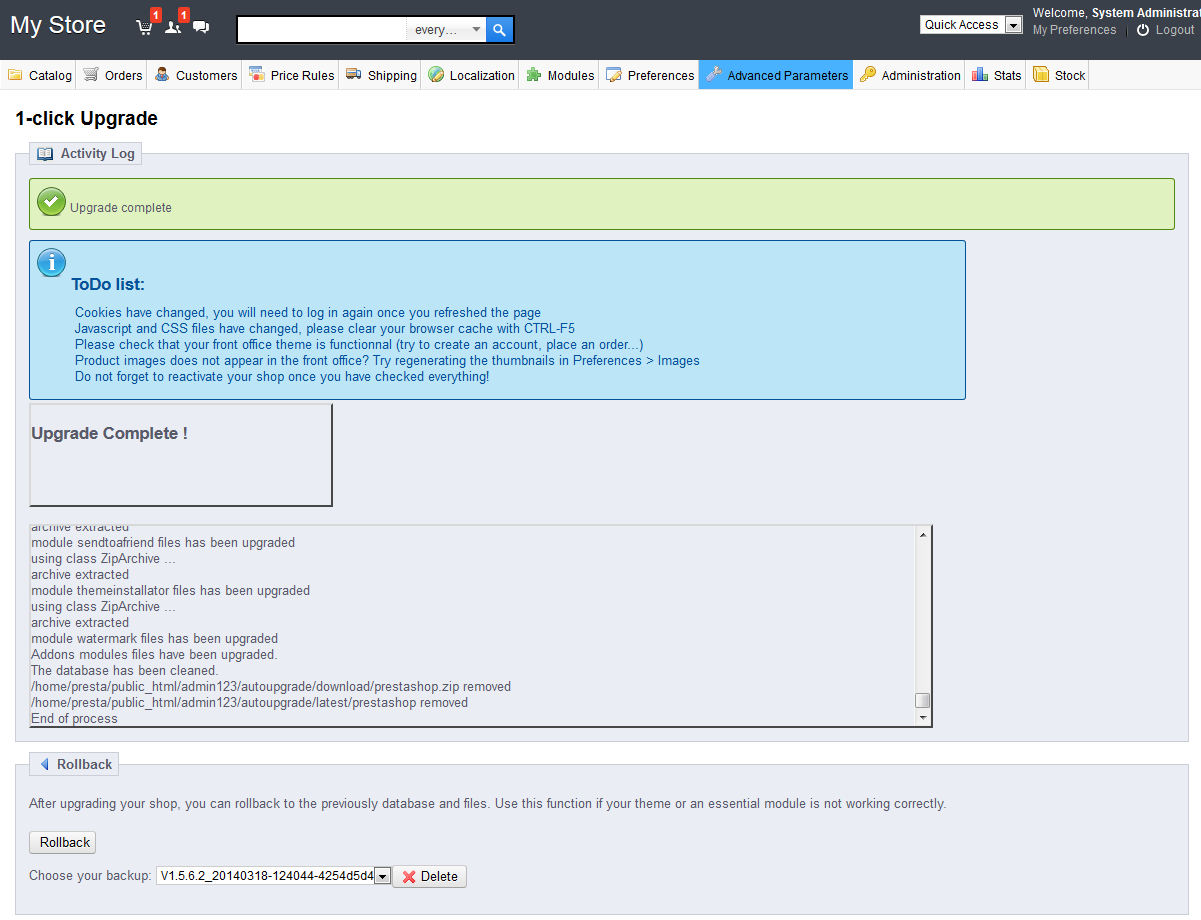 My Store
1
1
every...
Quick Access
Welcome, System Administrat
My Preferences
Logout
Catalog
Orders
Customers
Price Rules
Shipping
Localization
Modules
Preferences
Advanced Parameters
Administration
Stats
Stock
1-click Upgrade
Activity Log
Upgrade complete
ToDo list:
Cookies have changed, you will need to log in again once you refreshed the page
Javascript and CSS files have changed, please clear your browser cache with CTRL-F5
Please check that your front office theme is functionnal (try to create an account, place an order...)
Product images does not appear in the front office? Try regenerating the thumbnails in Preferences > Images
Do not forget to reactivate your shop once you have checked everything!
Upgrade Complete !
archive extracted
module sendtoafriend files has been upgraded
using class ZipArchive ...
archive extracted
module themeinstallator files has been upgraded
using class ZipArchive ...
archive extracted
module watermark files has been upgraded
Addons modules files have been upgraded.
The database has been cleaned.
/home/presta/public_html/admin123/autoupgrade/download/prestashop.zip removed
/home/presta/public_html/admin123/autoupgrade/latest/prestashop removed
End of process
Rollback
After upgrading your shop, you can rollback to the previously database and files. Use this function if your theme or an essential module is not working correctly.
Rollback
Choose your backup: V1.5.6.2_20140318-124044-4254d5d4 Delete